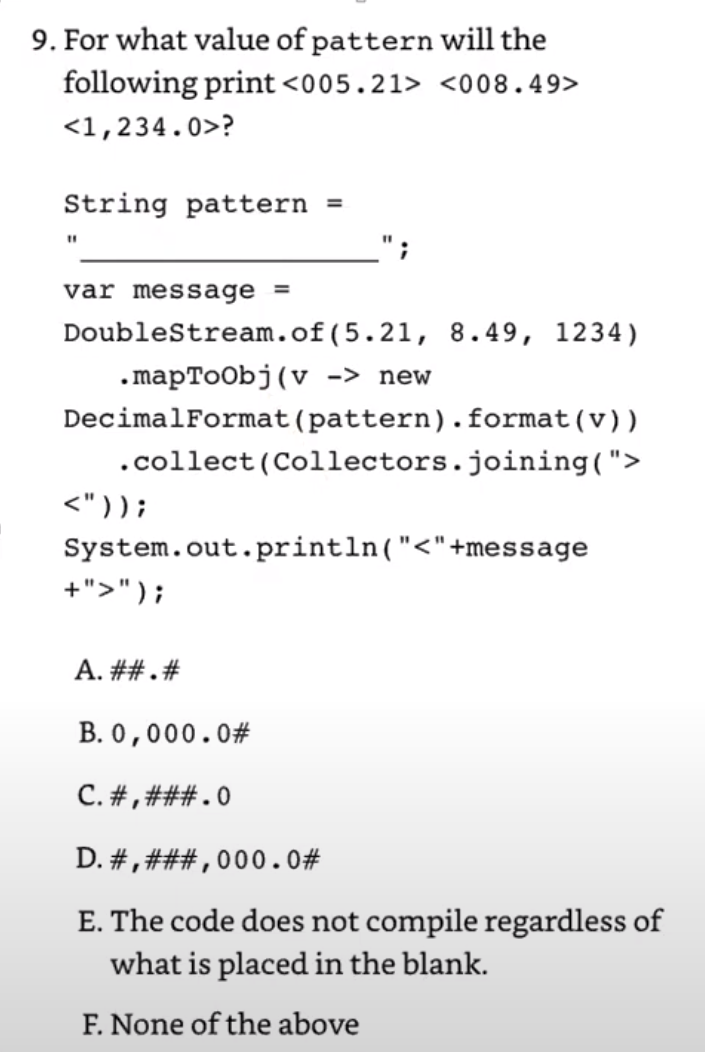 9. For what value of pattern will the
following print <005.21> <008.49>
<1,234.0>?
String pattern =
"____________________";
var message =
DoubleStream.of(5.21, 8.49, 1234)
.mapToObj(v -> new
DecimalFormat(pattern).format(v))
.collect(Collectors.joining(">
<"));
System.out.println("<"+message
+">");
A. ##.#
B. 0,000.0#
C. #,###.0
D. #,###,000.0#
E. The code does not compile regardless of
what is placed in the blank.
F. None of the above